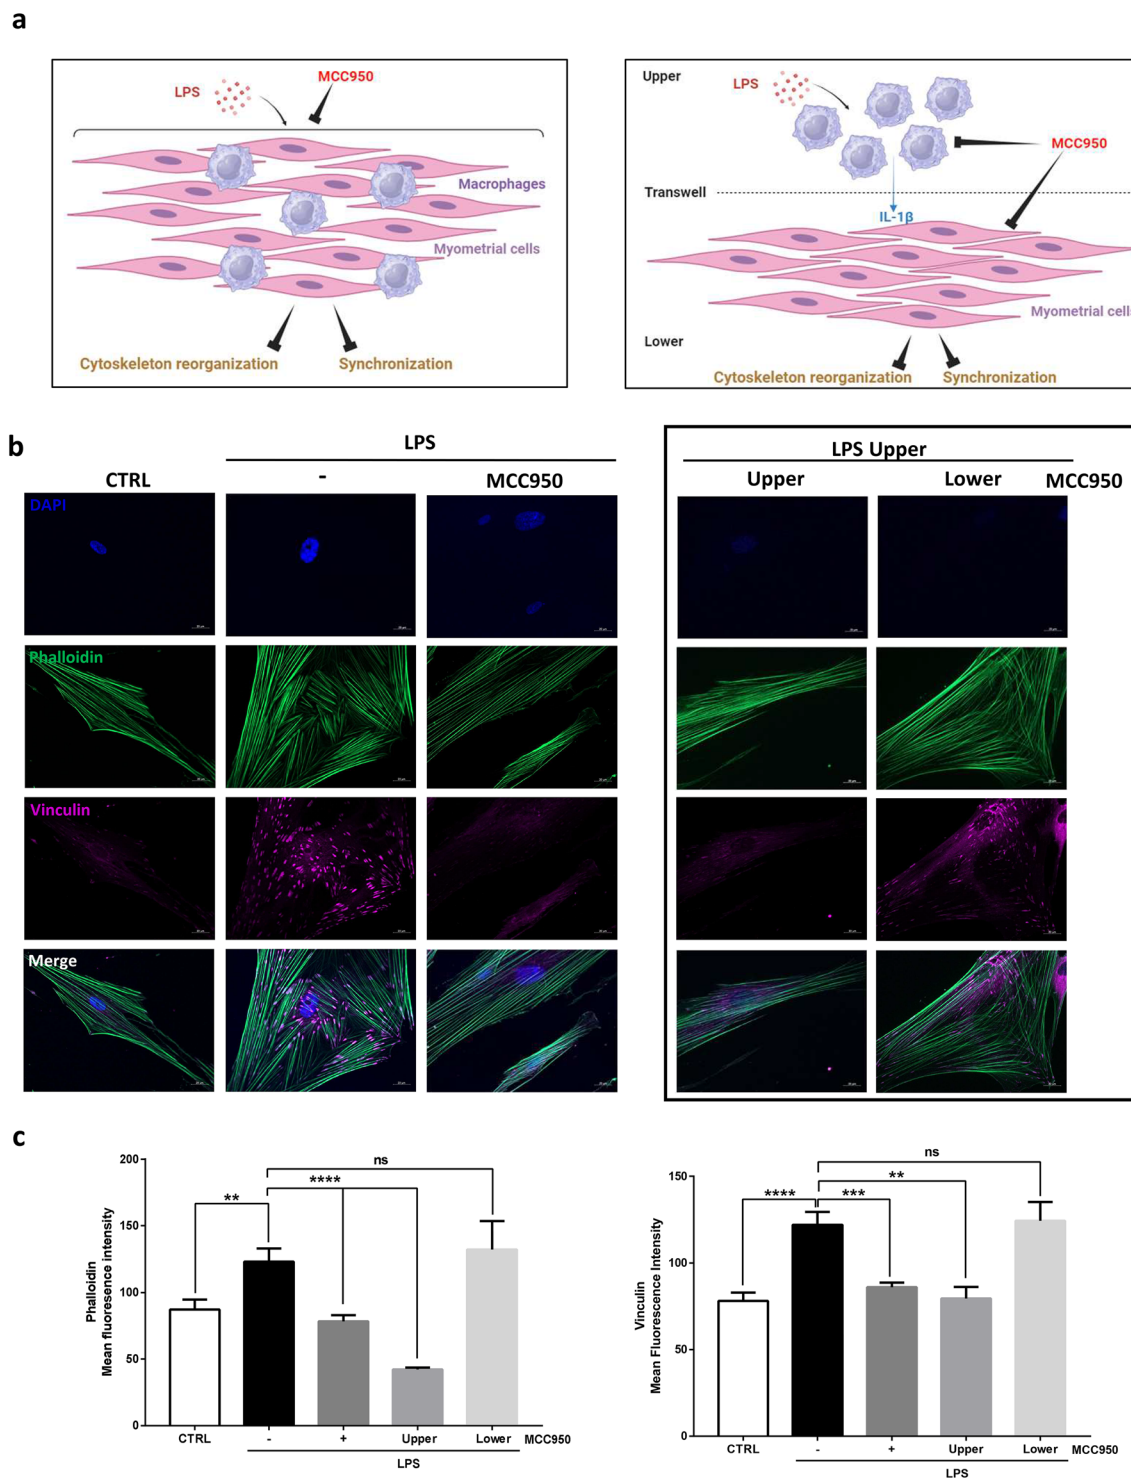 a
LPS
MCC950
Macrophages
Myometrial cells
Cytoskeleton reorganization
Synchronization
Upper
LPS
MCC950
Transwell
IL-1β
Myometrial cells
Lower
Cytoskeleton reorganization
Synchronization
b
LPS
CTRL
-
MCC950
LPS Upper
Upper
Lower
MCC950
DAPI
Phalloidin
Vinculin
Merge
c
Phalloidin
Mean fluoresence intensity
200
150
100
50
0
**
****
ns
CTRL
-
+
Upper
Lower
MCC950
LPS
Vinculin
Mean Fluorescence Intensity
150
100
50
0
****
***
**
ns
CTRL
-
+
Upper
Lower
MCC950
LPS